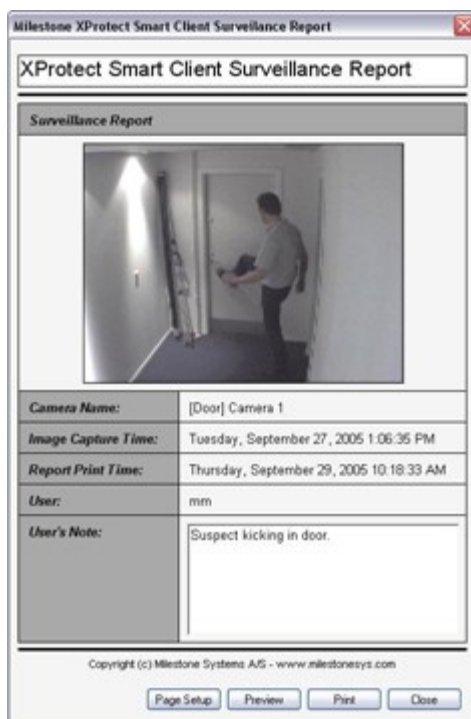 Milestone XProtect Smart Client Surveillance Report
XProtect Smart Client Surveillance Report
Surveillance Report
Camera Name: [Door] Camera 1
Image Capture Time: Tuesday, September 27, 2005 1:06:35 PM
Report Print Time: Thursday, September 29, 2005 10:18:33 AM
User: mm
User's Note: Suspect kicking in door.
Copyright (c) Milestone Systems A/S - www.milestonesys.com
Page Setup Preview Print Close